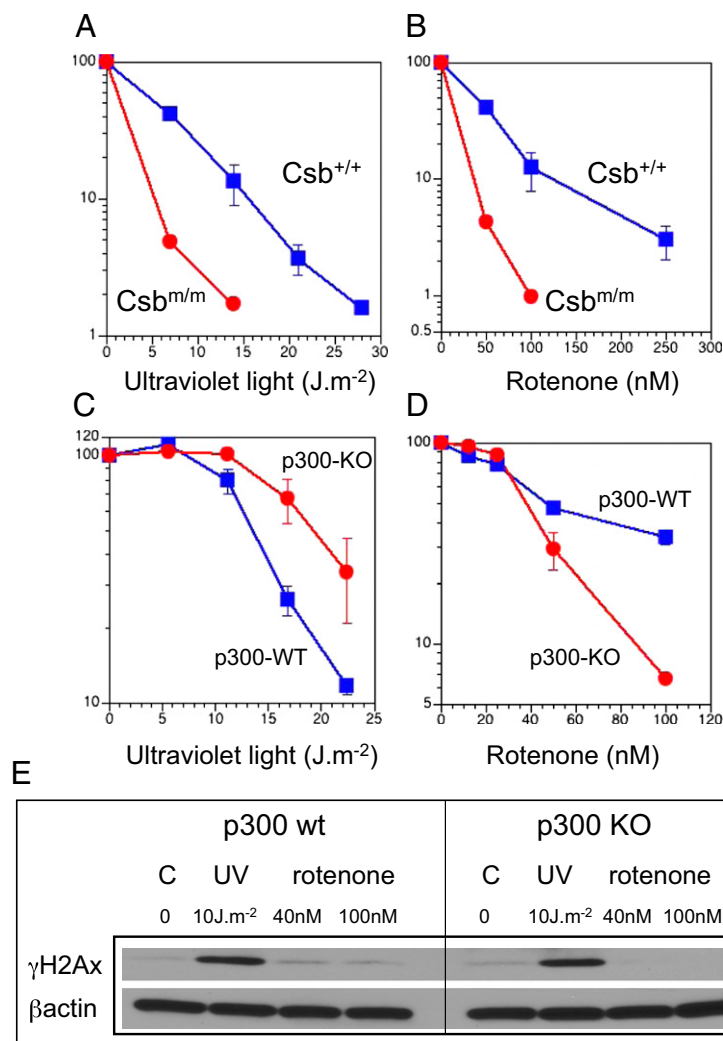 A
100
10
1
0 5 10 15 20 25 30
Csb+/+
Csbm/m
Ultraviolet light (J.m-2)
B
100
10
1
0.5
0 50 100 150 200 250 300
Csb+/+
Csbm/m
Rotenone (nM)
C
120
100
10
0 5 10 15 20 25
p300-KO
p300-WT
Ultraviolet light (J.m-2)
D
100
10
5
0 20 40 60 80 100 120
p300-WT
p300-KO
Rotenone (nM)
E
p300 wt p300 KO
C UV rotenone C UV rotenone
0 10J.m-2 40nM 100nM 0 10J.m-2 40nM 100nM
γH2Ax
βactin